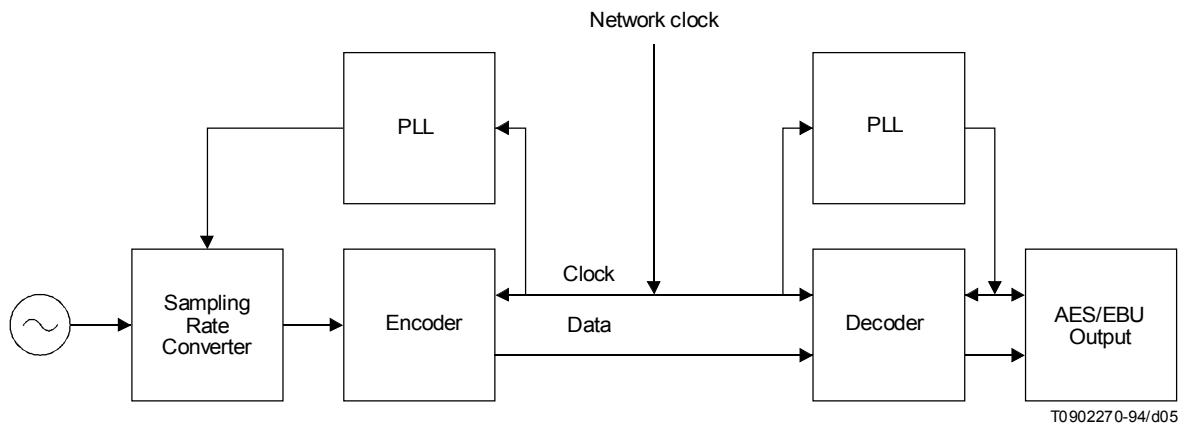 Network clock
PLL
PLL
Clock
Sampling
Rate
Converter
Encoder
Data
Decoder
AES/EBU
Output
T0902270-94/d05